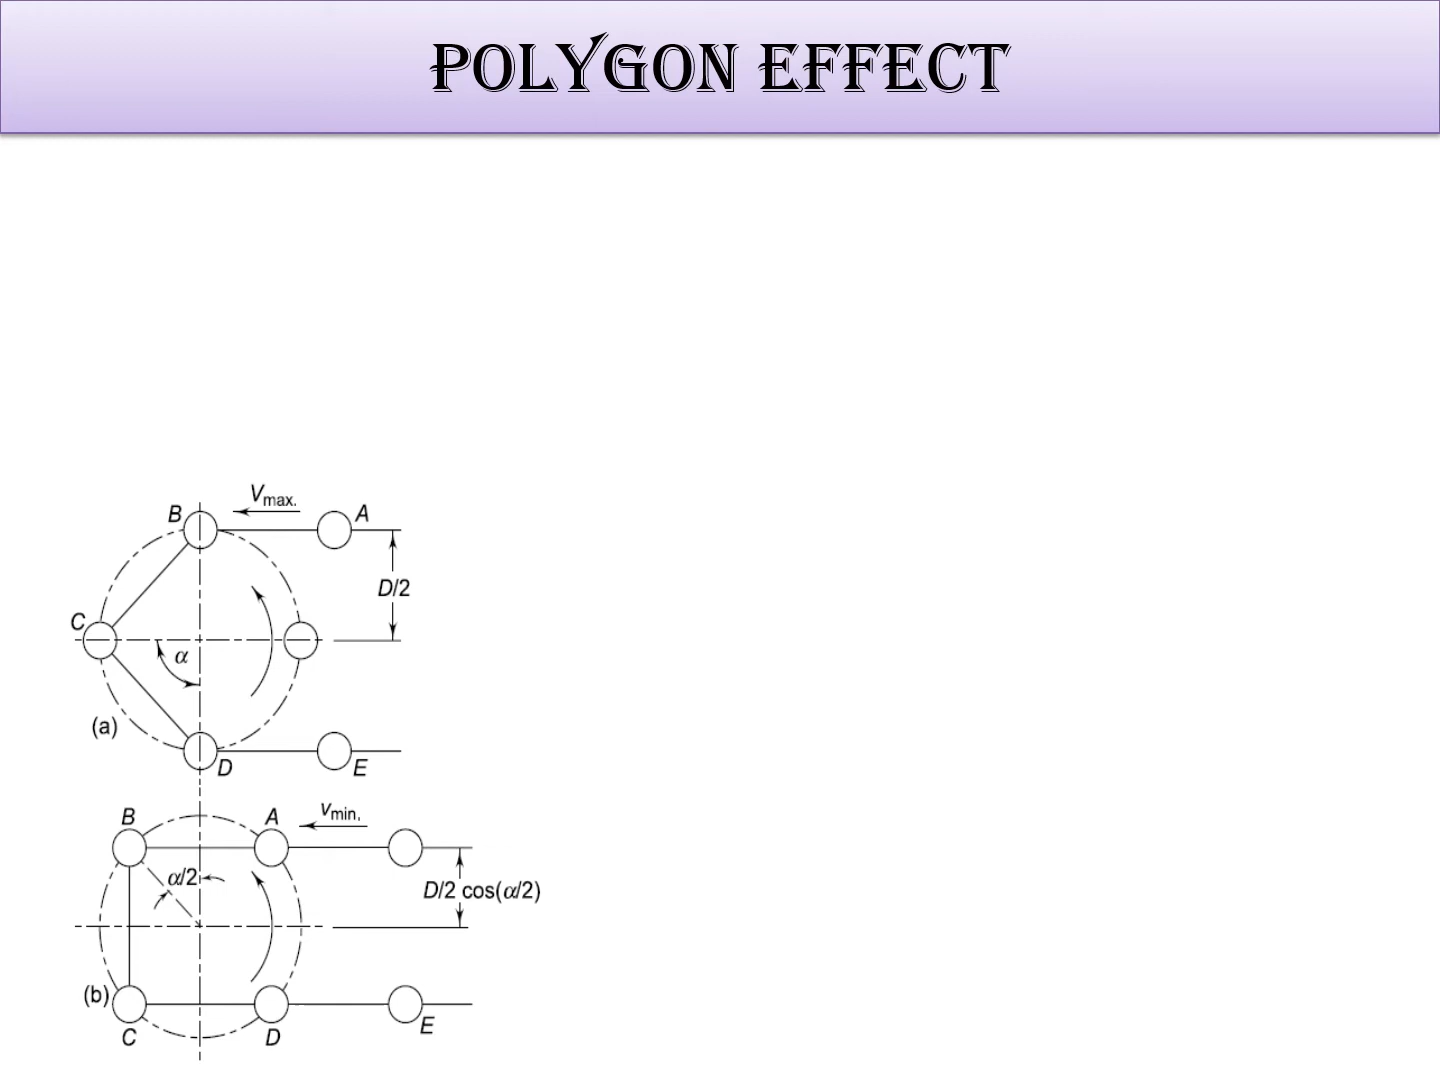 POLYGON EFFECT
Vmax.
B
A
D/2
C
α
(a)
D
E
B
A
vmin.
α/2
D/2 cos(α/2)
(b)
C
D
E